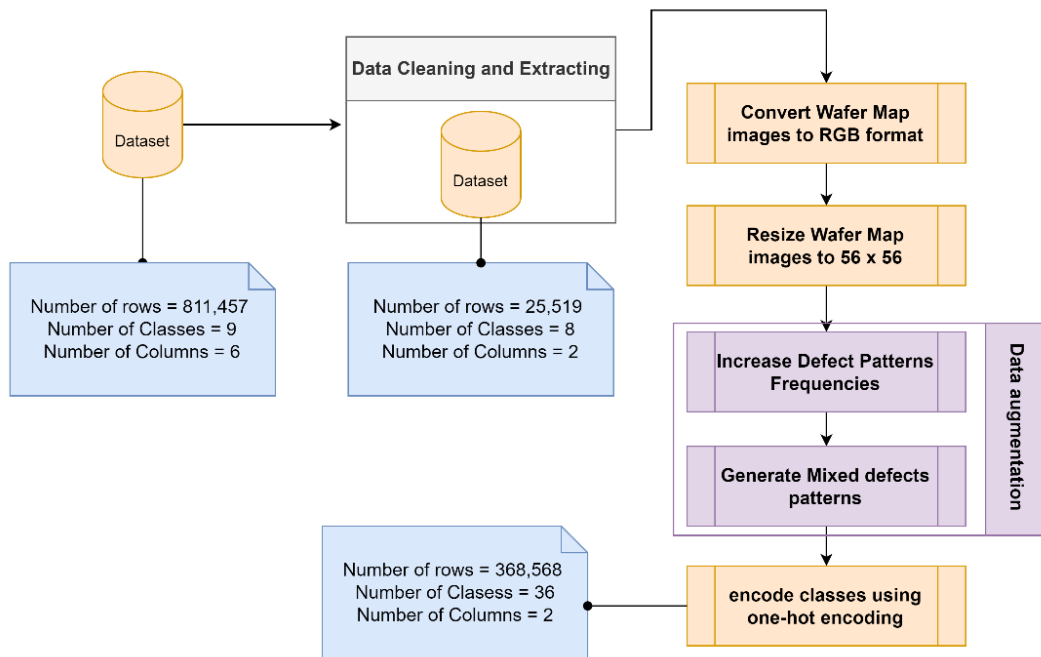 Dataset
Data Cleaning and Extracting
Dataset
Number of rows = 811,457
Number of Classes = 9
Number of Columns = 6
Number of rows = 25,519
Number of Classes = 8
Number of Columns = 2
Convert Wafer Map
images to RGB format
Resize Wafer Map
images to 56 x 56
Increase Defect Patterns
Frequencies
Generate Mixed defects
patterns
Data augmentation
encode classes using
one-hot encoding
Number of rows = 368,568
Number of Clasess = 36
Number of Columns = 2